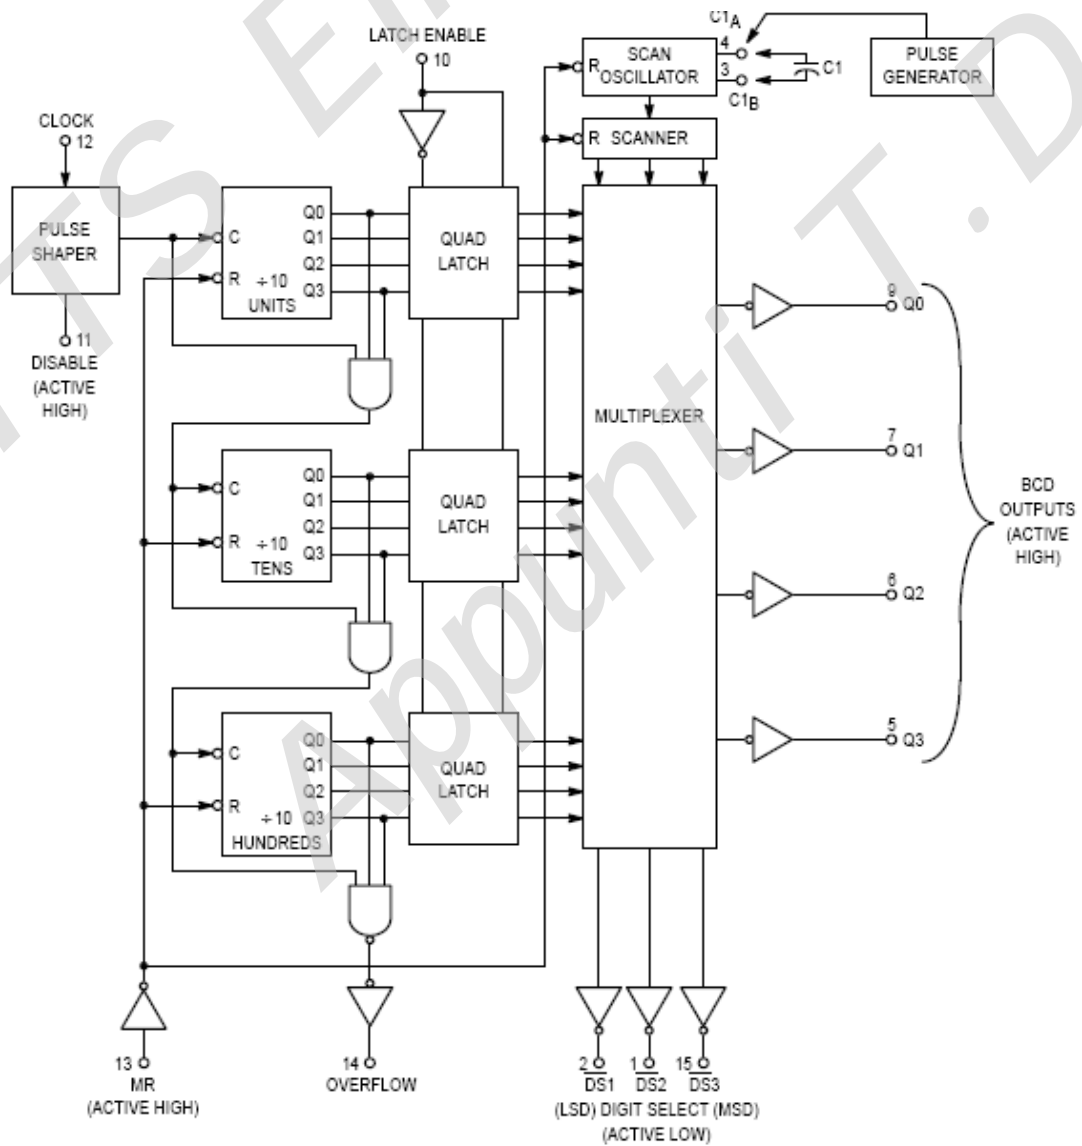 C1A
LATCH ENABLE
10
SCAN
OSCILLATOR
R
4
3
C1
C1B
PULSE
GENERATOR
CLOCK
12
R SCANNER
PULSE
SHAPER
C
R
÷10
UNITS
Q0
Q1
Q2
Q3
QUAD
LATCH
11
DISABLE
(ACTIVE
HIGH)
9 Q0
MULTIPLEXER
7 Q1
C
R
÷10
TENS
Q0
Q1
Q2
Q3
QUAD
LATCH
BCD
OUTPUTS
(ACTIVE
HIGH)
6 Q2
C
R
÷10
HUNDREDS
Q0
Q1
Q2
Q3
QUAD
LATCH
5 Q3
13
MR
(ACTIVE HIGH)
14
OVERFLOW
2 1 15
DS1 DS2 DS3
(LSD) DIGIT SELECT (MSD)
(ACTIVE LOW)
Appunti T. D